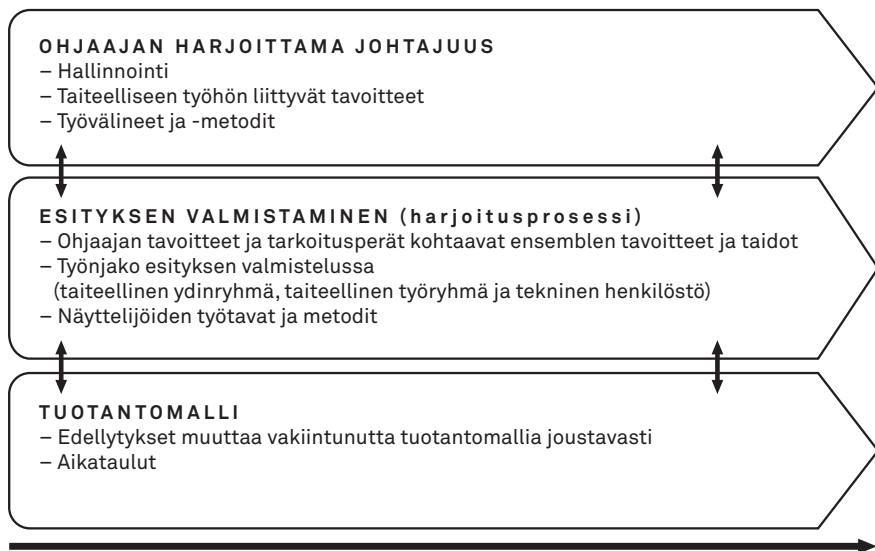 OHJAAJAN HARJOITTAMA JOHTAJUUS
– Hallinnointi
– Taiteelliseen työhön liittyvät tavoitteet
– Työvälineet ja -metodit
ESITYKSEN VALMISTAMINEN (harjoitusprosessi)
– Ohjaajan tavoitteet ja tarkoitusperät kohtaavat ensemblen tavoitteet ja taidot
– Työnjako esityksen valmistelussa
(taiteellinen ydinryhmä, taiteellinen työryhmä ja tekninen henkilöstö)
– Näyttelijöiden työtavat ja metodit
TUOTANTOMALLI
– Edellytykset muuttaa vakiintunutta tuotantomallia joustavasti
– Aikataulut